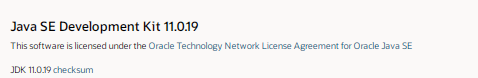 Java SE Development Kit 11.0.19
This software is licensed under the Oracle Technology Network License Agreement for Oracle Java SE
JDK 11.0.19 checksum